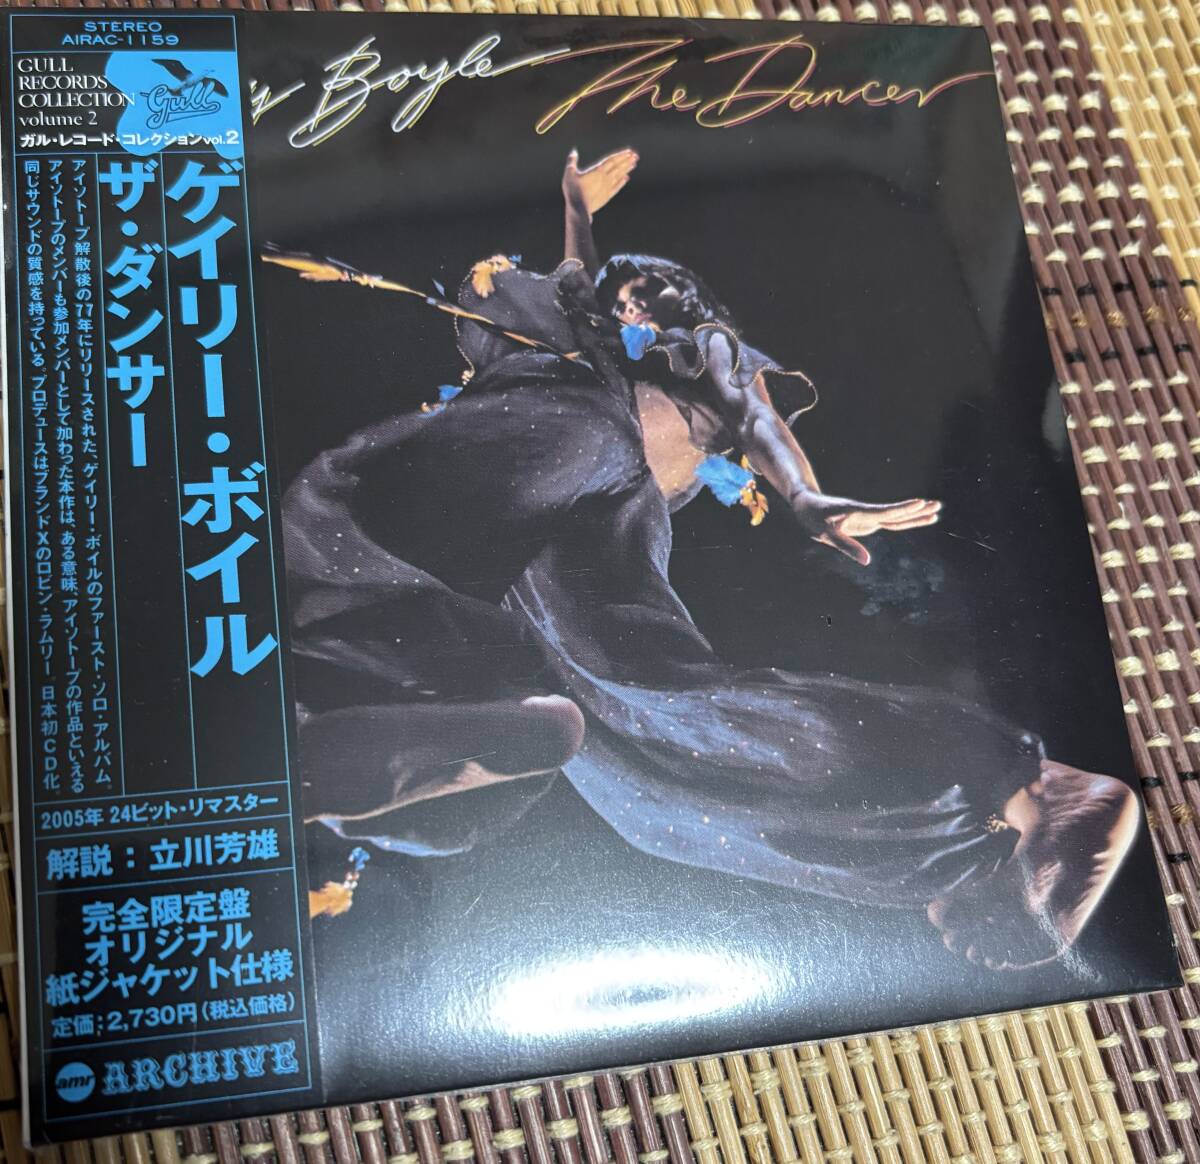 STEREO
AIRAC-1159
GULL
RECORDS
COLLECTION
volume 2
Gull
ガル・レコード・コレクションvol.2
Boyle The Dancer
ゲイリー・ボイル
ザ・ダンサー
アイソトープ解散後の77年にリリースされた、ゲイリー・ボイルのファースト・ソロ・アルバム。
アイソトープのメンバーも参加メンバーとして加わった本作は、ある意味、アイソトープの作品といえる
同じサウンドの質感を持っている。プロデュースはブランドXのロビン・ラムリー。日本初CD化。
2005年 24ビット・リマスター
解説：立川芳雄
完全限定盤
オリジナル
紙ジャケット仕様
定価:2,730円(税込価格)
amr ARCHIVE